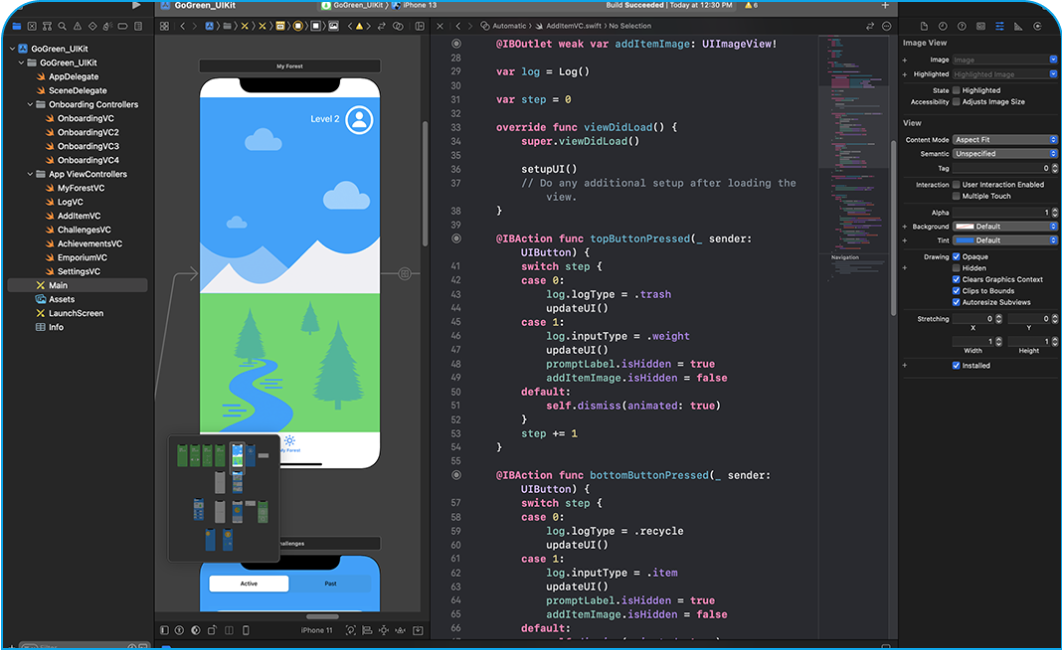 GoGreen_UIKit
GoGreen_UIKit
iPhone 13
Build Succeeded | Today at 12:30 PM
6
Automatic
AddItemVC.swift
No Selection
GoGreen_UIKit
GoGreen_UIKit
AppDelegate
SceneDelegate
Onboarding Controllers
OnboardingVC
OnboardingVC2
OnboardingVC3
OnboardingVC4
App ViewControllers
MyForestVC
LogVC
AddItemVC
ChallengesVC
AchievementsVC
EmporiumVC
SettingsVC
Main
Assets
LaunchScreen
Info
My Forest
Level 2
My Forest
Challenges
Active
Past
iPhone 11
@IBOutlet weak var addItemImage: UIImageView!
28
29 var log = Log()
30
31 var step = 0
32
33 override func viewDidLoad() {
34 super.viewDidLoad()
35
36 setupUI()
37 // Do any additional setup after loading the
view.
38 }
39
@IBAction func topButtonPressed(_ sender:
UIButton) {
41 switch step {
42 case 0:
43 log.logType = .trash
44 updateUI()
45 case 1:
46 log.inputType = .weight
47 updateUI()
48 promptLabel.isHidden = true
49 addItemImage.isHidden = false
50 default:
51 self.dismiss(animated: true)
52 }
53 step += 1
54 }
55
@IBAction func bottomButtonPressed(_ sender:
UIButton) {
57 switch step {
58 case 0:
59 log.logType = .recycle
60 updateUI()
61 case 1:
62 log.inputType = .item
63 updateUI()
64 promptLabel.isHidden = true
65 addItemImage.isHidden = false
66 default:
Navigation
Image View
Image Image
Highlighted Highlighted Image
State Highlighted
Accessibility Adjusts Image Size
View
Content Mode Aspect Fit
Semantic Unspecified
Tag 0
Interaction User Interaction Enabled
Multiple Touch
Alpha 1
Background Default
Tint Default
Drawing Opaque
Hidden
Clears Graphics Context
Clips to Bounds
Autoresize Subviews
Stretching 0 0
X Y
1 1
Width Height
Installed